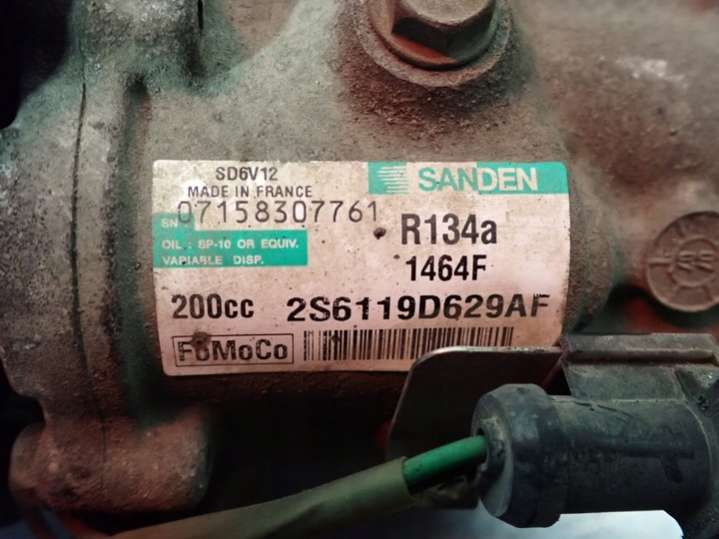 SD6V12
MADE IN FRANCE
SANDEN
SN
07158307761
OIL : SP-10 OR EQUIV.
VARIABLE DISP.
R134a
1464F
200cc 2S6119D629AF
FoMoCo